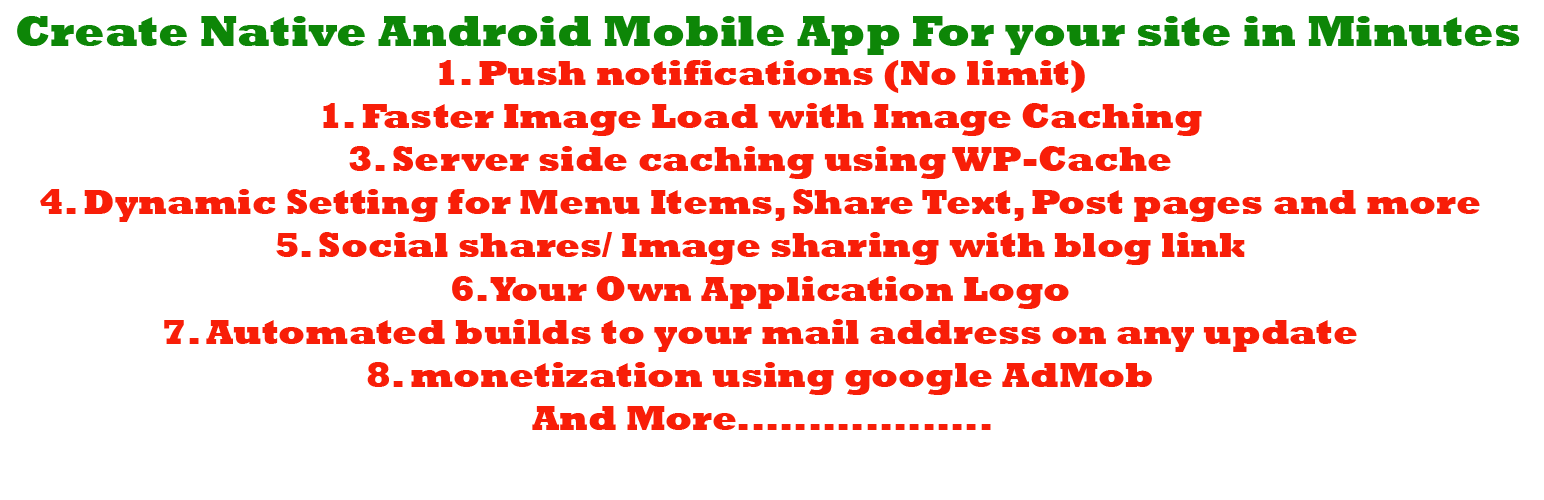 Create Native Android Mobile App For your site in Minutes
1. Push notifications (No limit)
1. Faster Image Load with Image Caching
3. Server side caching using WP-Cache
4. Dynamic Setting for Menu Items, Share Text, Post pages and more
5. Social shares/ Image sharing with blog link
6.Your Own Application Logo
7. Automated builds to your mail address on any update
8. monetization using google AdMob
And More..................